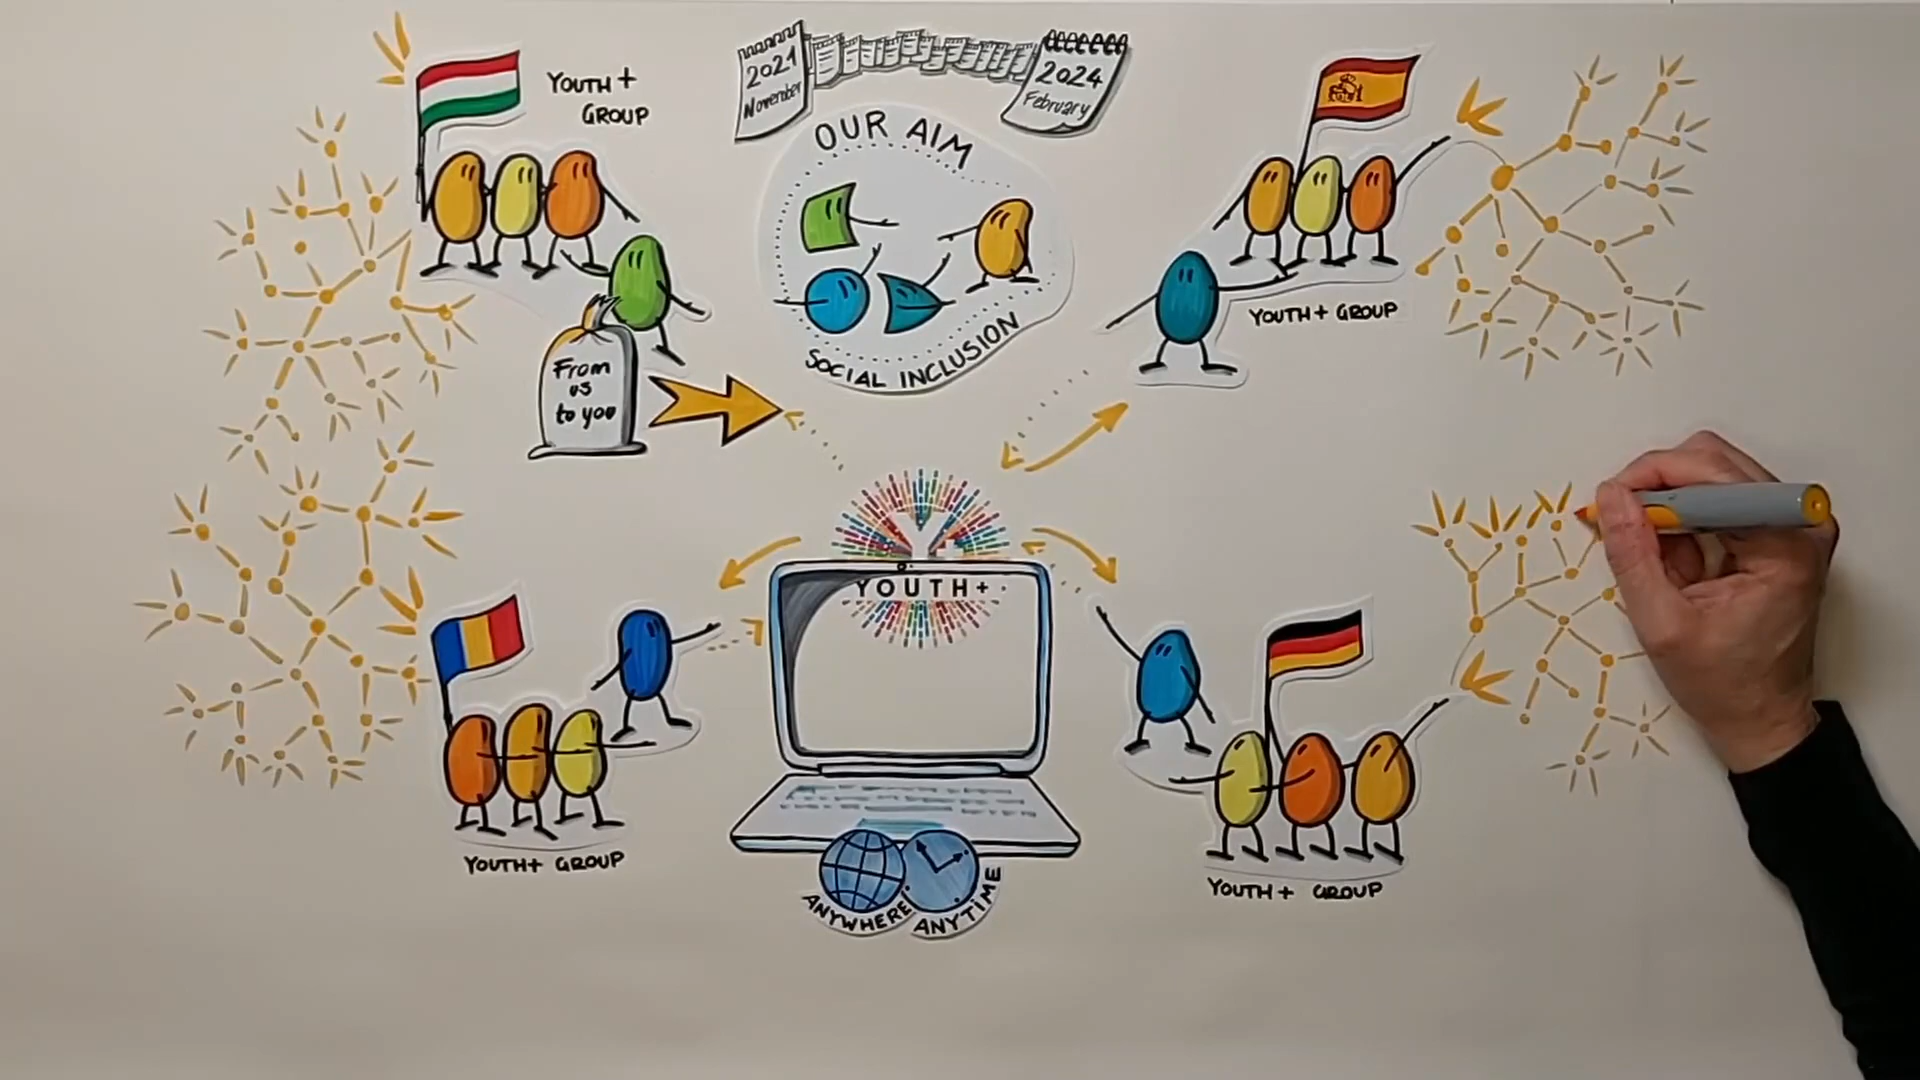 YOUTH +
GROUP
2021
November
2024
February
OUR AIM
SOCIAL INCLUSION
YOUTH + GROUP
From
us
to you
Y+
YOUTH+
YOUTH+ GROUP
YOUTH + GROUP
ANYWHERE
ANYTIME